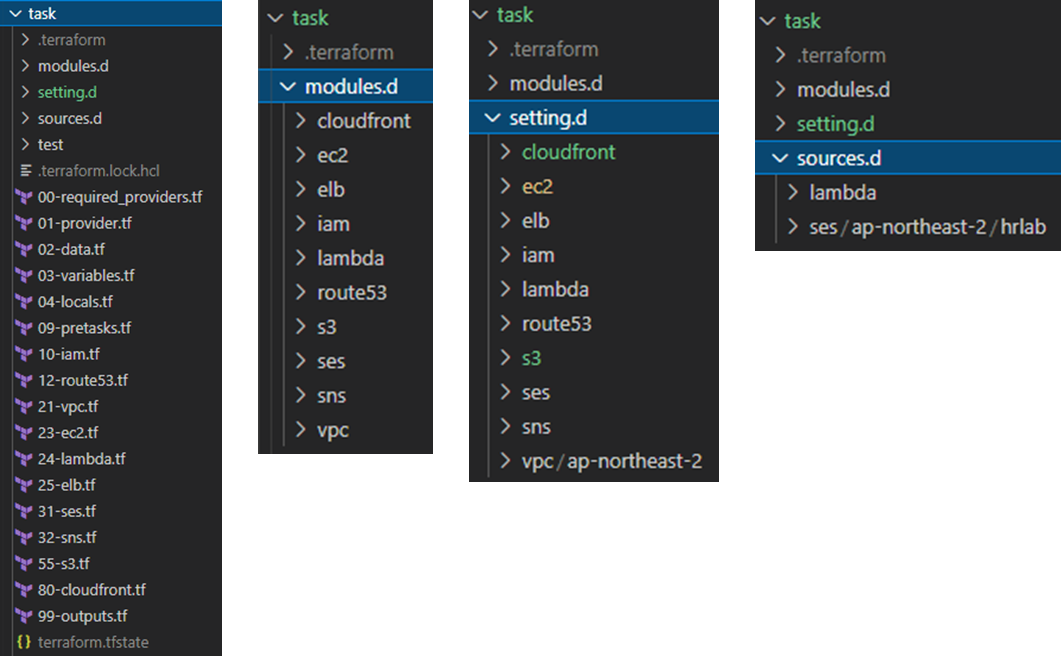 task
.terraform
modules.d
setting.d
sources.d
test
.terraform.lock.hcl
00-required_providers.tf
01-provider.tf
02-data.tf
03-variables.tf
04-locals.tf
09-pretasks.tf
10-iam.tf
12-route53.tf
21-vpc.tf
23-ec2.tf
24-lambda.tf
25-elb.tf
31-ses.tf
32-sns.tf
55-s3.tf
80-cloudfront.tf
99-outputs.tf
{} terraform.tfstate
task
.terraform
modules.d
cloudfront
ec2
elb
iam
lambda
route53
s3
ses
sns
vpc
task
.terraform
modules.d
setting.d
cloudfront
ec2
elb
iam
lambda
route53
s3
ses
sns
vpc/ap-northeast-2
task
.terraform
modules.d
setting.d
sources.d
lambda
ses/ap-northeast-2/hrlab